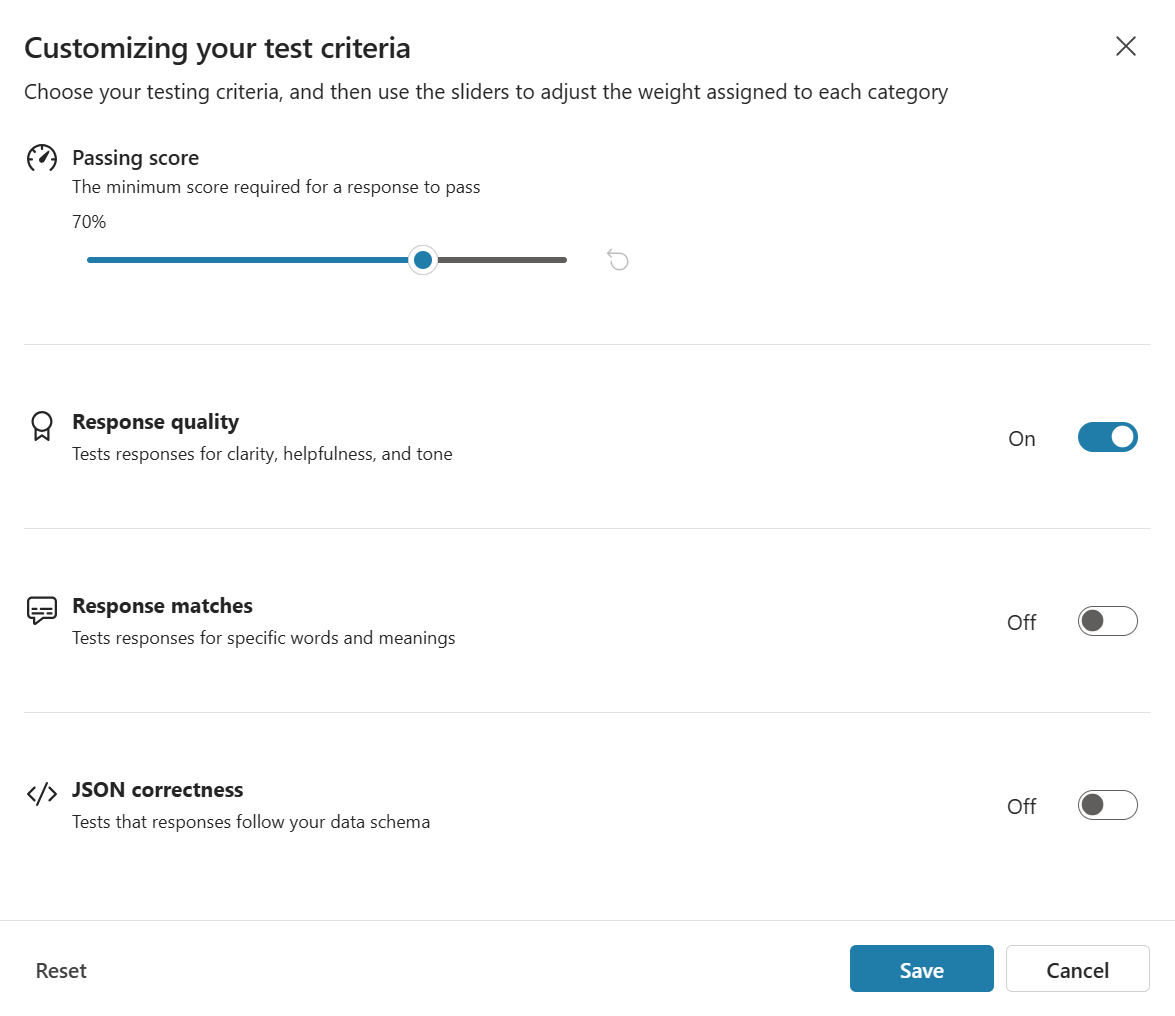 Customizing your test criteria
Choose your testing criteria, and then use the sliders to adjust the weight assigned to each category
Passing score
The minimum score required for a response to pass
70%
Response quality
Tests responses for clarity, helpfulness, and tone
On
Response matches
Tests responses for specific words and meanings
Off
JSON correctness
Tests that responses follow your data schema
Off
Reset
Save
Cancel